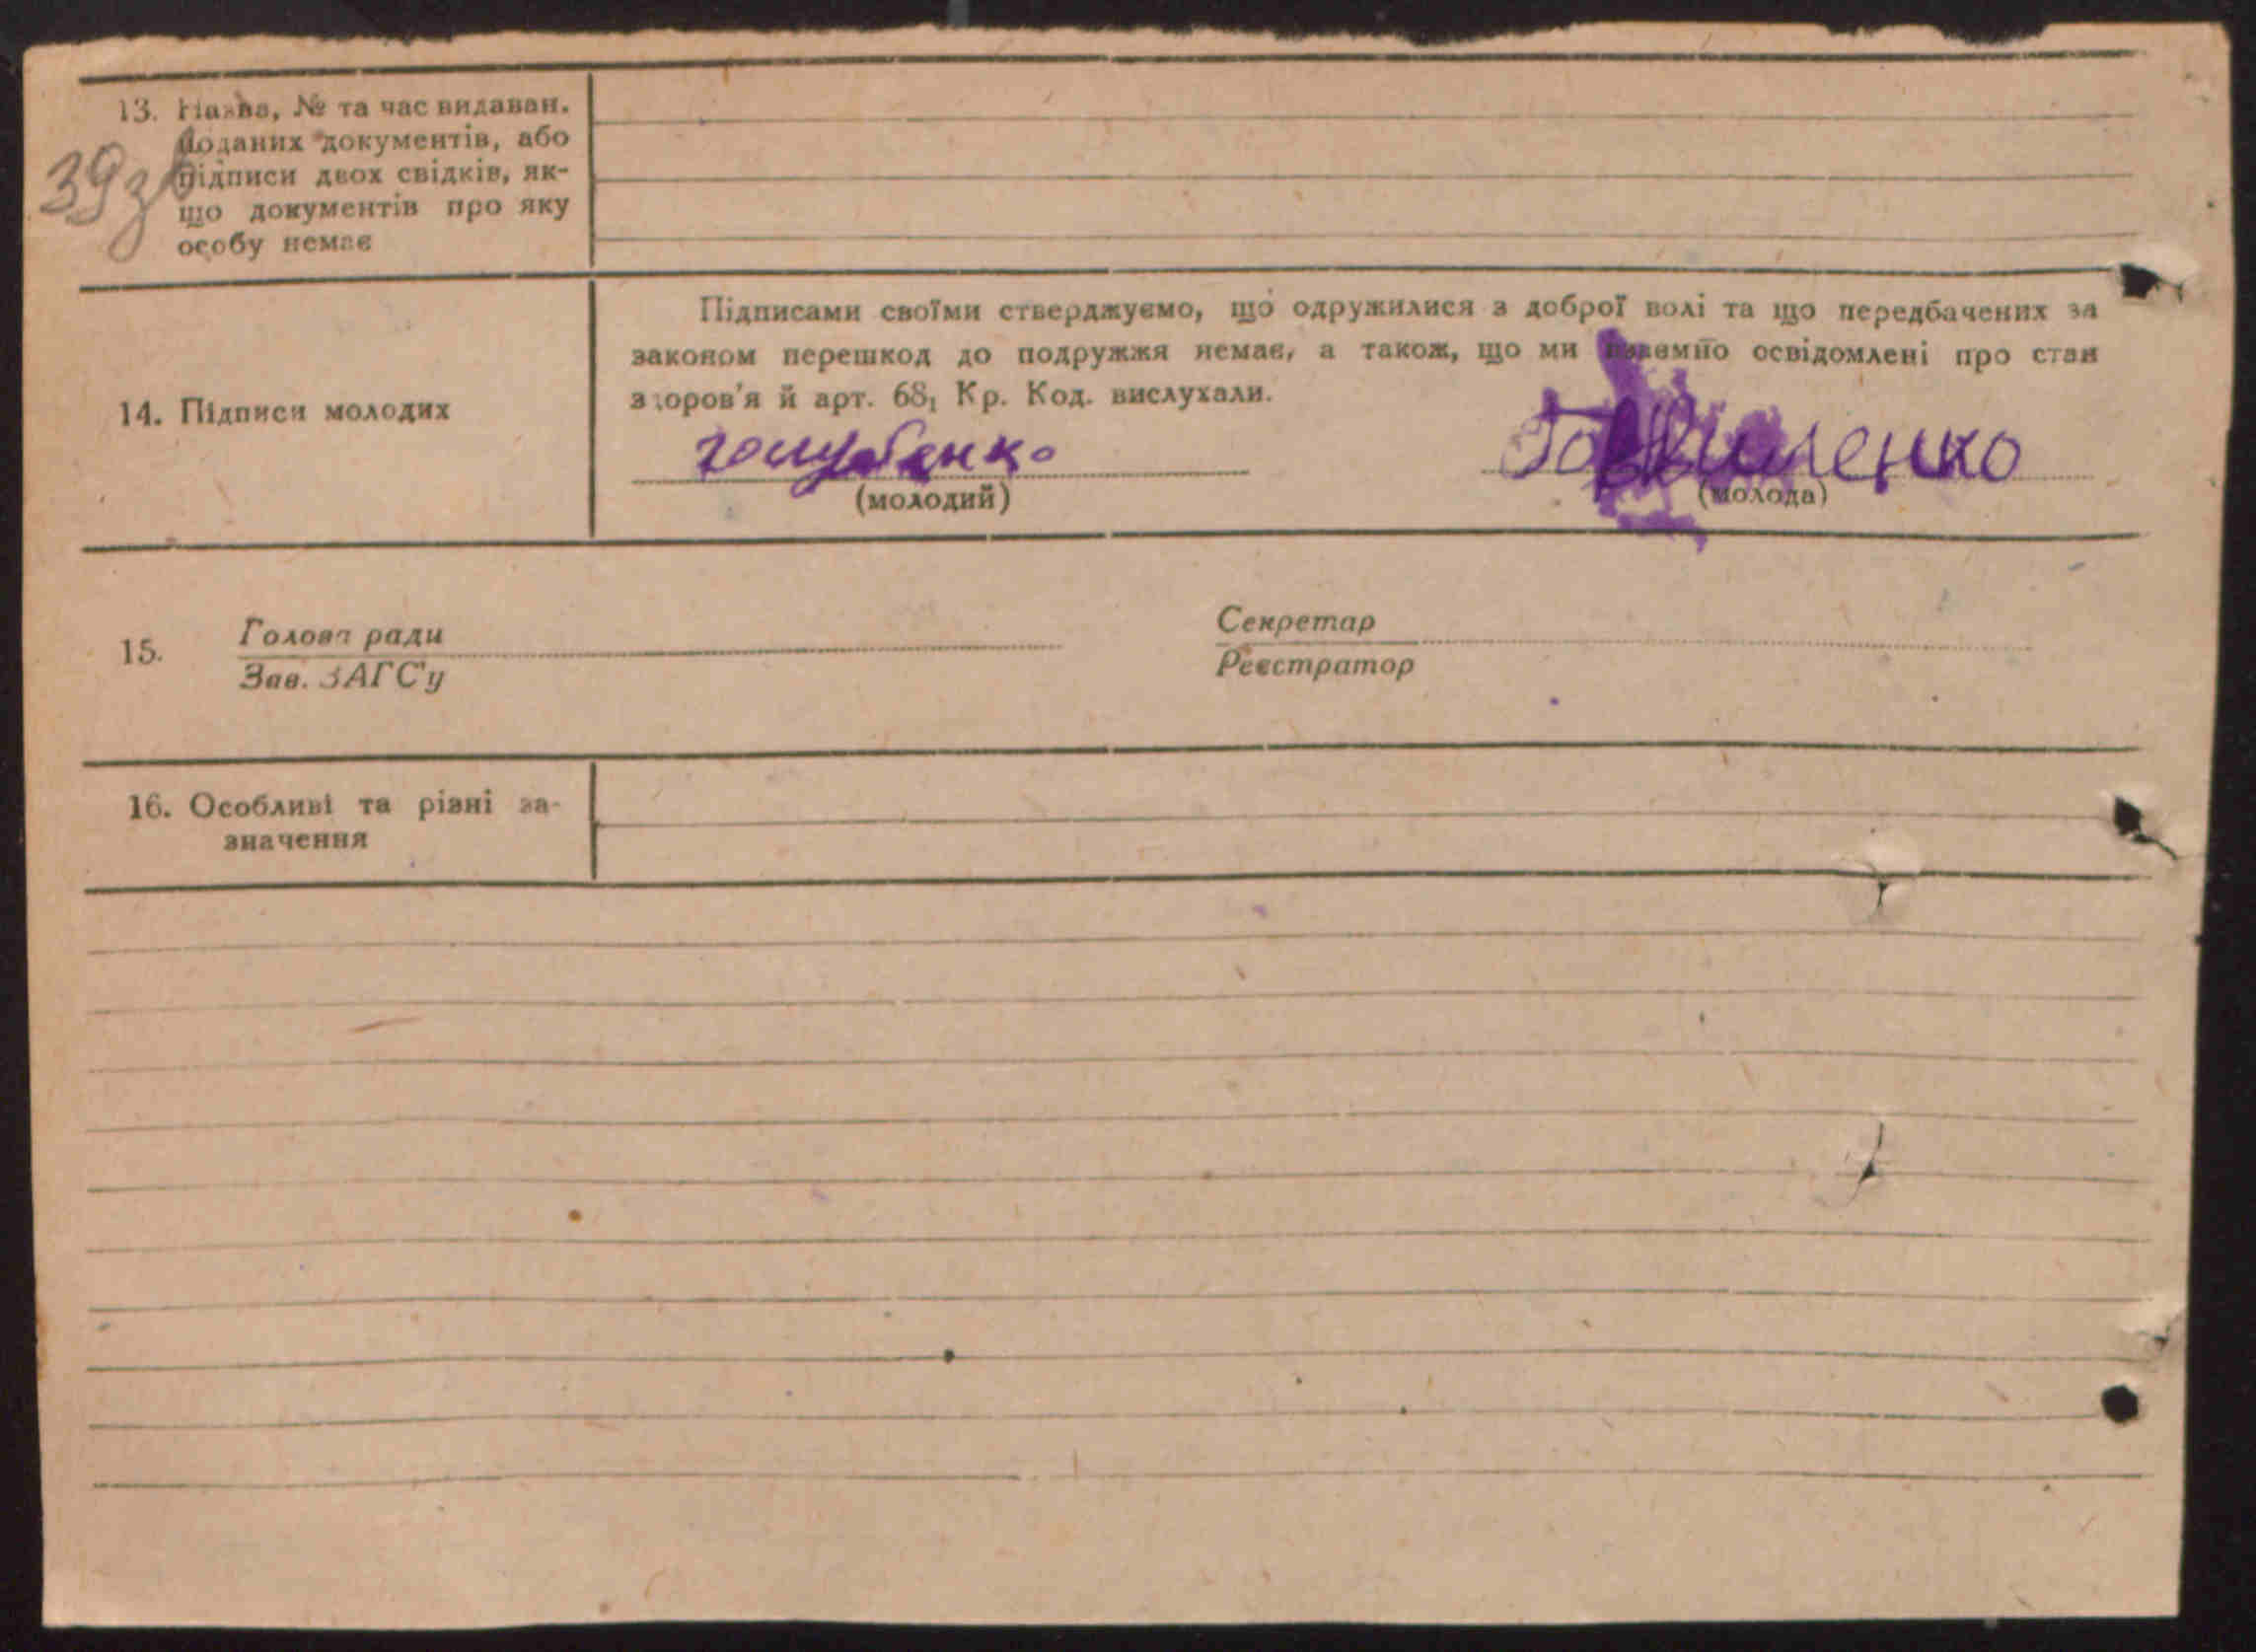 13. Назва, № та час видаван.
доданих документів, або
39зв
підписи двох свідків, як-
що документів про яку
особу немає
Підписами своїми стверджуємо, що одружилися з доброї волі та що передбачених за
законом перешкод до подружжя немає, а також, що ми взаємно освідомлені про стан
здоров'я й арт. 68₁ Кр. Код. вислухали.
14. Підписи молодих
голубенко
(молодий)
(молода)
15.
Голова ради
Зав. ЗАГС'у
Секретар
Реєстратор
16. Особливі та різні за-
значення